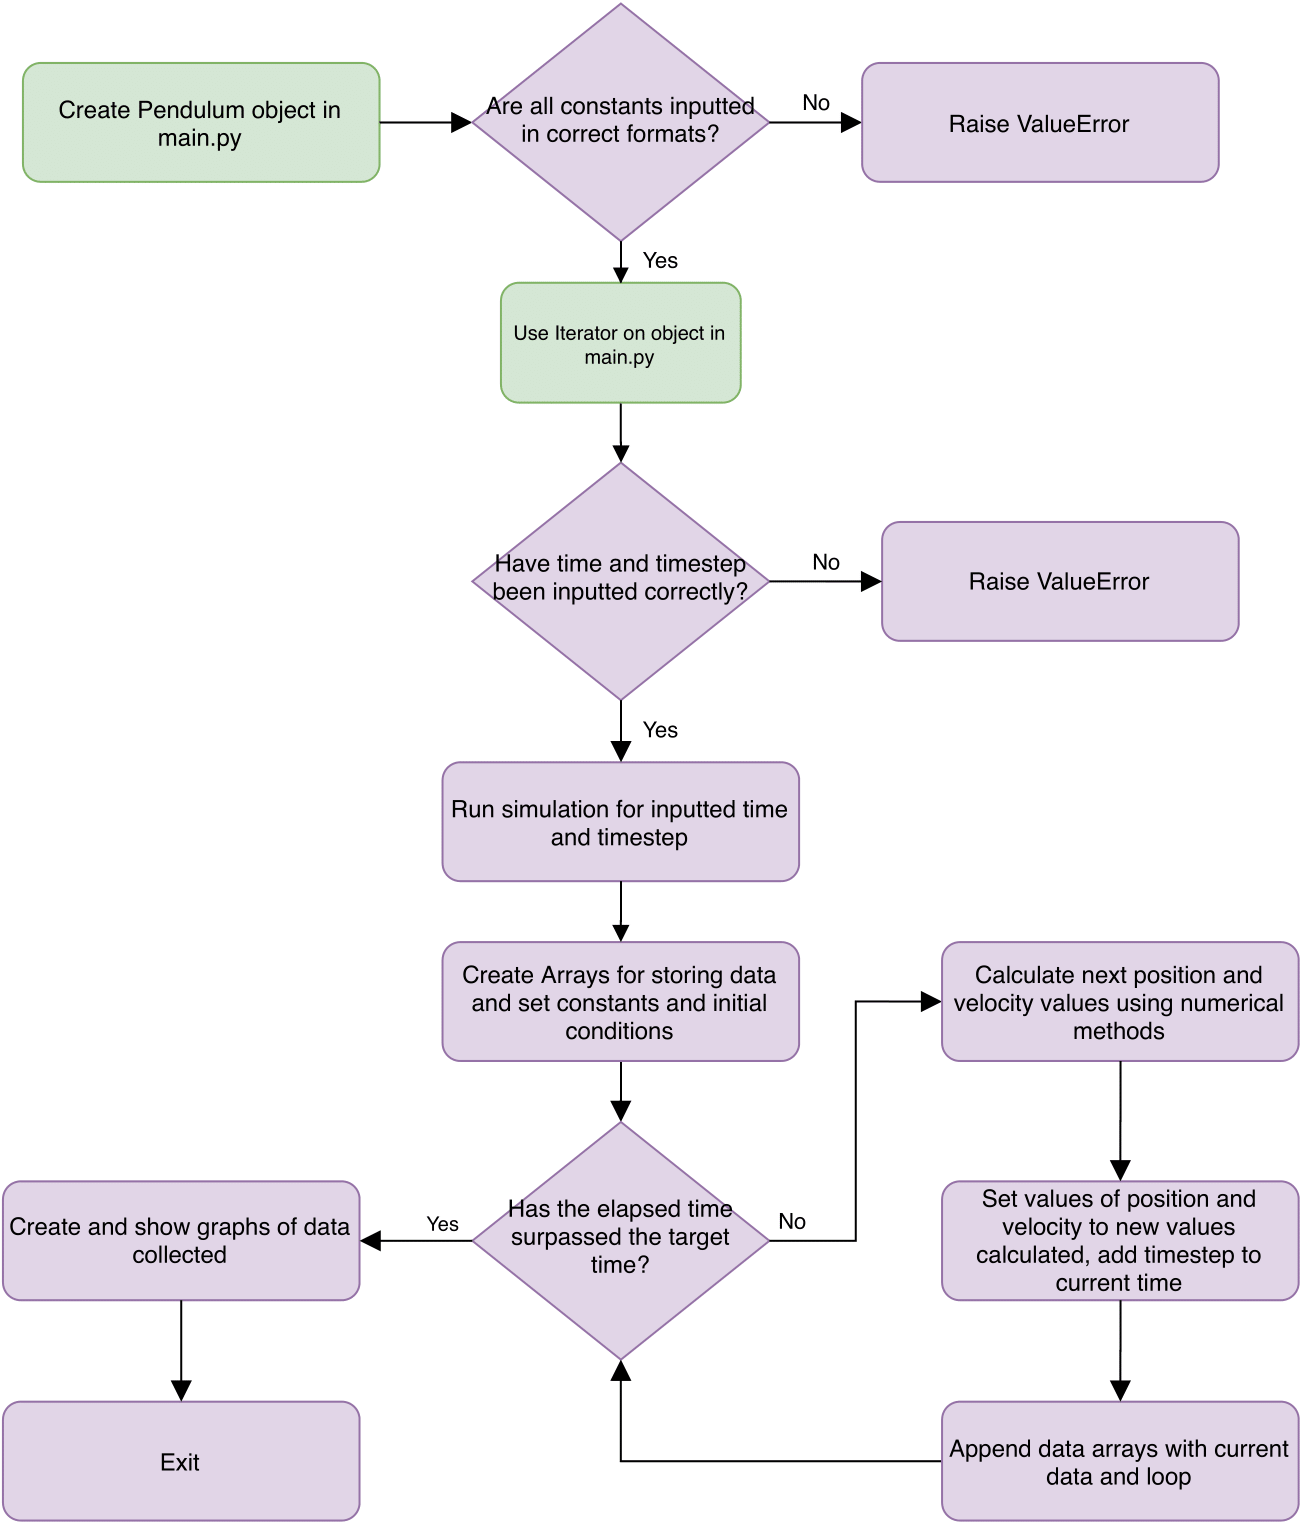 Create Pendulum object in
main.py
Are all constants inputted
in correct formats?
No
Raise ValueError
Yes
Use Iterator on object in
main.py
Have time and timestep
been inputted correctly?
No
Raise ValueError
Yes
Run simulation for inputted time
and timestep
Create Arrays for storing data
and set constants and initial
conditions
Calculate next position and
velocity values using numerical
methods
Has the elapsed time
surpassed the target
time?
No
Yes
Create and show graphs of data
collected
Set values of position and
velocity to new values
calculated, add timestep to
current time
Exit
Append data arrays with current
data and loop